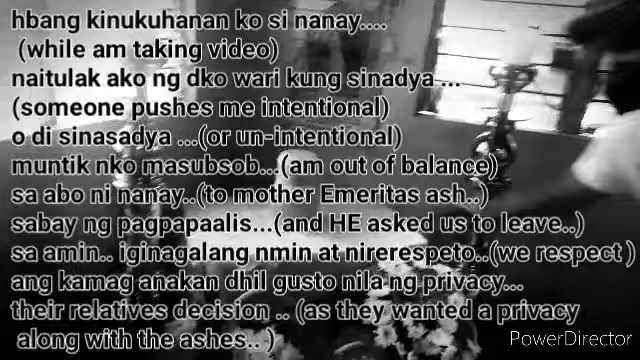 hbang kinukuhanan ko si nanay....
(while am taking video)
naitulak ako ng dko wari kung sinadya ...
(someone pushes me intentional)
o di sinasadya ...(or un-intentional)
muntik nko masubsob...(am out of balance)
sa abo ni nanay..(to mother Emeritas ash..)
sabay ng pagpapaalis...(and HE asked us to leave..)
sa amin.. iginagalang nmin at nirerespeto..(we respect )
ang kamag anakan dhil gusto nila ng privacy...
their relatives decision .. (as they wanted a privacy
along with the ashes.. )
PowerDirector